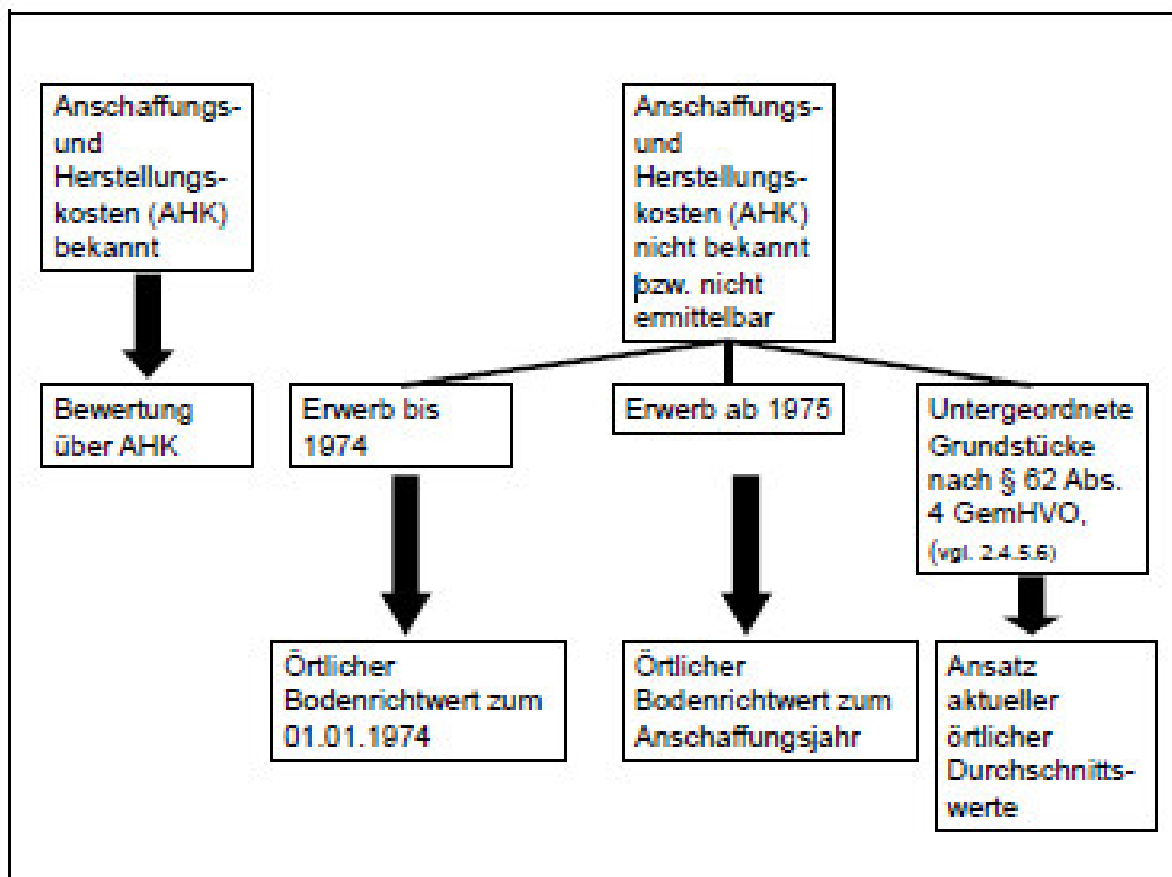 Anschaffungs-
und
Herstellungs-
kosten (AHK)
bekannt
Anschaffungs-
und
Herstellungs-
kosten (AHK)
nicht bekannt
bzw. nicht
ermittelbar
Bewertung
über AHK
Erwerb bis
1974
Erwerb ab 1975
Untergeordnete
Grundstücke
nach § 62 Abs.
4 GemHVO,
(vgl. 2.4.5.6)
Örtlicher
Bodenrichtwert zum
01.01.1974
Örtlicher
Bodenrichtwert zum
Anschaffungsjahr
Ansatz
aktueller
örtlicher
Durchschnitts-
werte